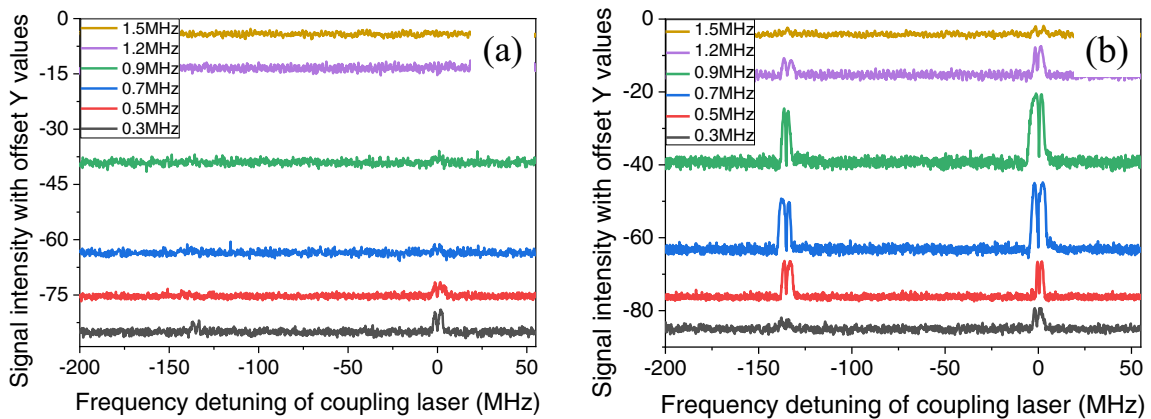 Signal intensity with offset Y values
0
-15
-30
-45
-60
-75
1.5MHz
1.2MHz
0.9MHz
0.7MHz
0.5MHz
0.3MHz
(a)
-200 -150 -100 -50 0 50
Frequency detuning of coupling laser (MHz)
Signal intensity with offset Y values
0
-20
-40
-60
-80
1.5MHz
1.2MHz
0.9MHz
0.7MHz
0.5MHz
0.3MHz
(b)
-200 -150 -100 -50 0 50
Frequency detuning of coupling laser (MHz)